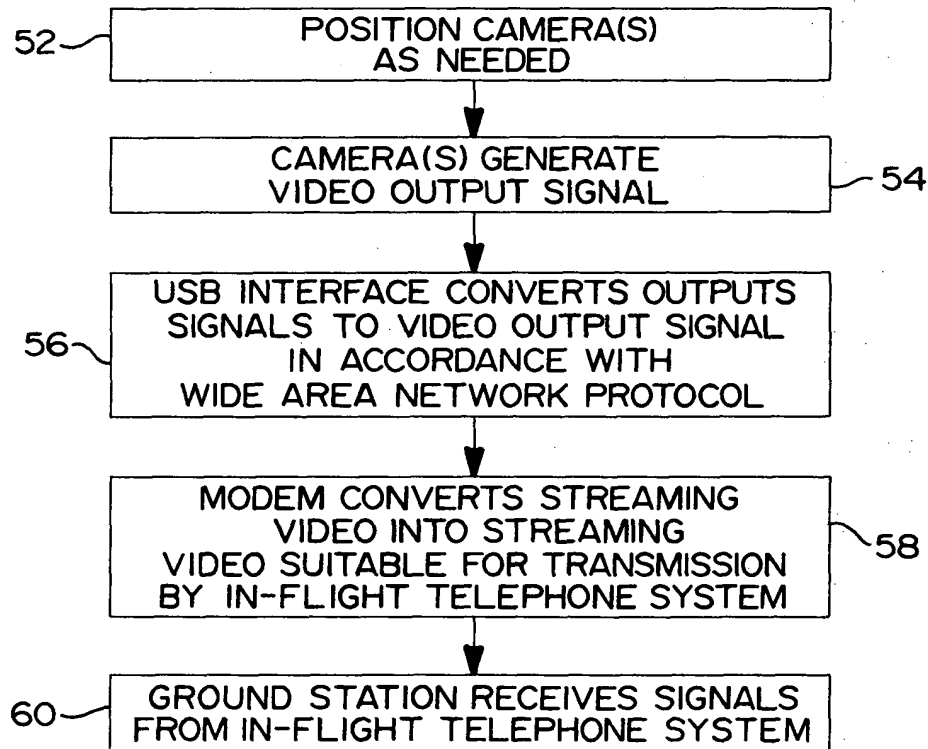 52
POSITION CAMERA(S)
AS NEEDED
CAMERA(S) GENERATE
VIDEO OUTPUT SIGNAL
54
USB INTERFACE CONVERTS OUTPUTS
SIGNALS TO VIDEO OUTPUT SIGNAL
IN ACCORDANCE WITH
WIDE AREA NETWORK PROTOCOL
56
MODEM CONVERTS STREAMING
VIDEO INTO STREAMING
VIDEO SUITABLE FOR TRANSMISSION
BY IN-FLIGHT TELEPHONE SYSTEM
58
60
GROUND STATION RECEIVES SIGNALS
FROM IN-FLIGHT TELEPHONE SYSTEM